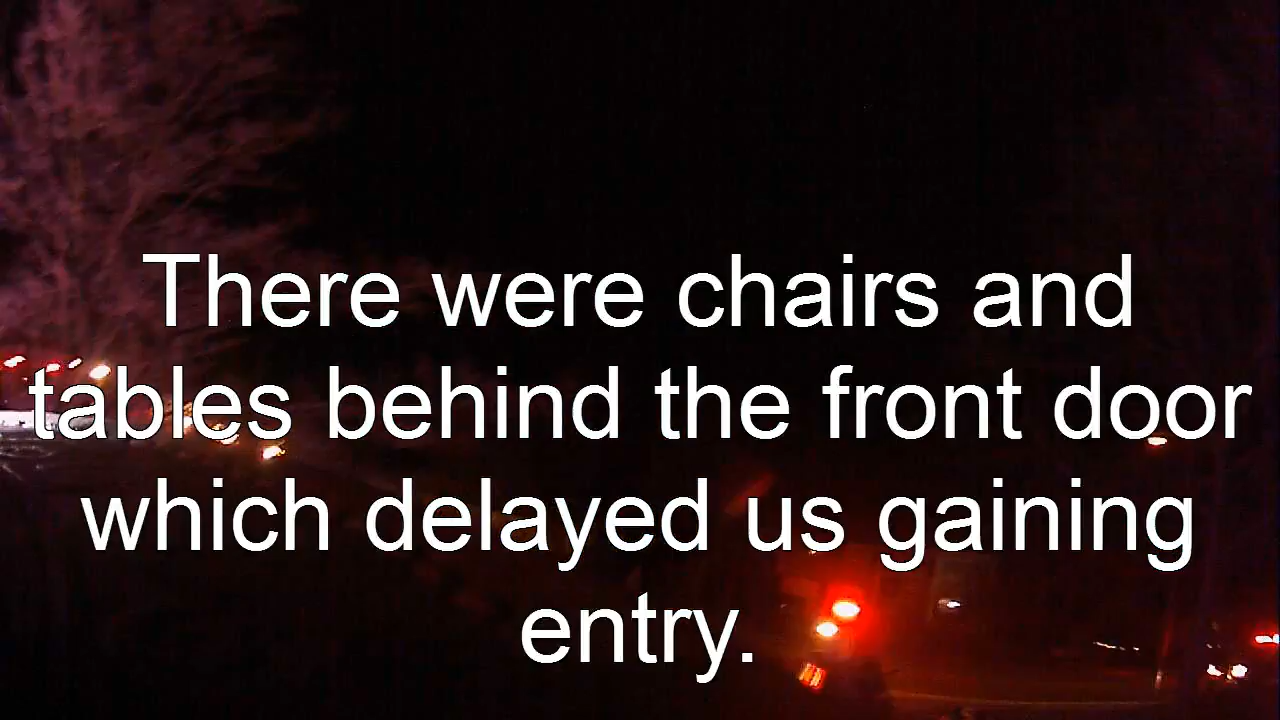 There were chairs and
tables behind the front door
which delayed us gaining
entry.